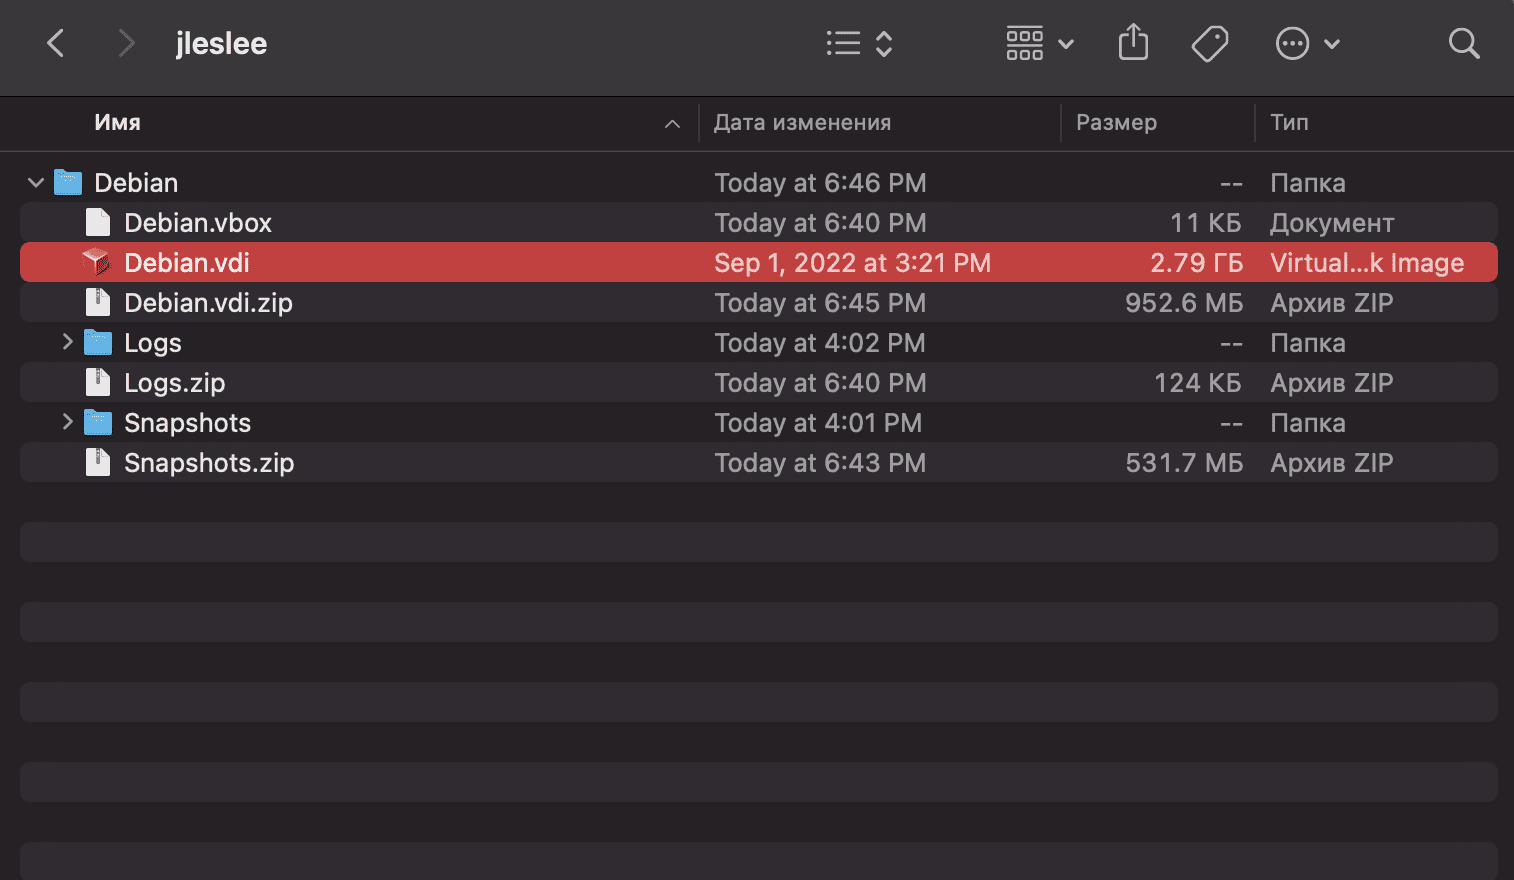 jleslee
Имя Дата изменения Размер Тип
Debian Today at 6:46 PM -- Папка
Debian.vbox Today at 6:40 PM 11 КБ Документ
Debian.vdi Sep 1, 2022 at 3:21 PM 2.79 ГБ Virtual...k Image
Debian.vdi.zip Today at 6:45 PM 952.6 МБ Архив ZIP
Logs Today at 4:02 PM -- Папка
Logs.zip Today at 6:40 PM 124 КБ Архив ZIP
Snapshots Today at 4:01 PM -- Папка
Snapshots.zip Today at 6:43 PM 531.7 МБ Архив ZIP